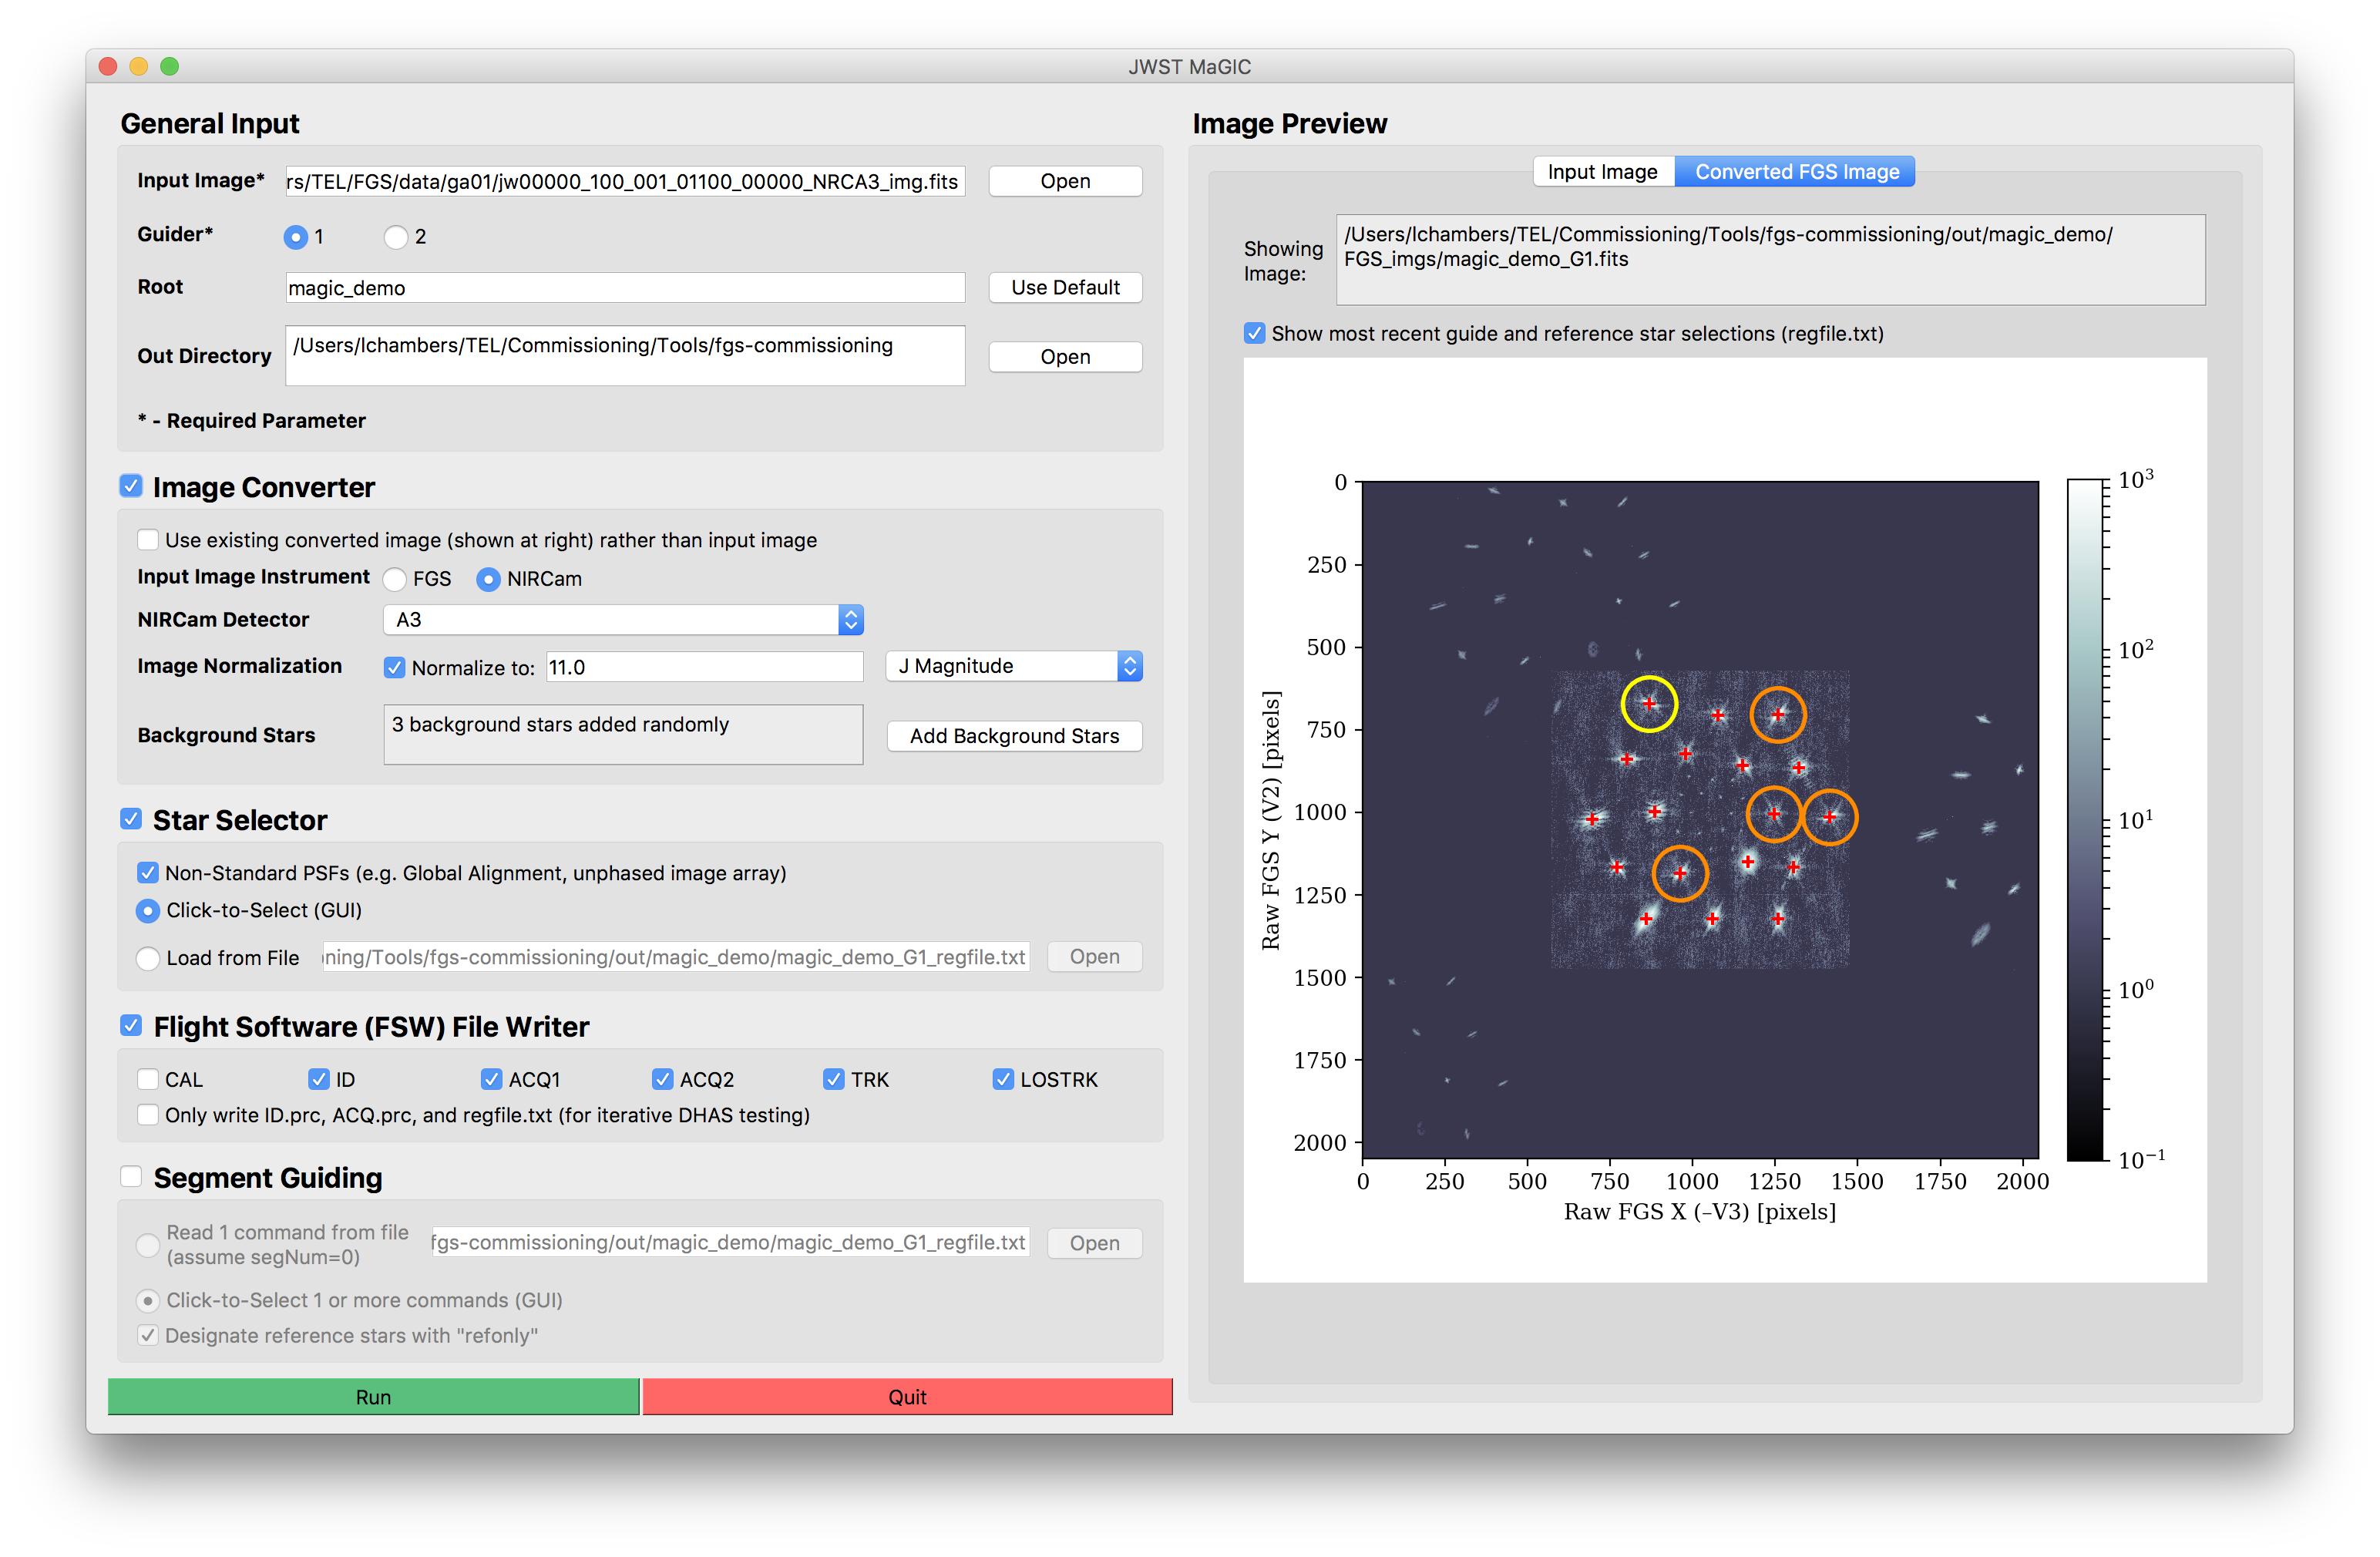 JWST MaGIC
General Input
Input Image*
rs/TEL/FGS/data/ga01/jw00000_100_001_01100_00000_NRCA3_img.fits
Open
Guider*
1
2
Root
magic_demo
Use Default
Out Directory
/Users/lchambers/TEL/Commissioning/Tools/fgs-commissioning
Open
* - Required Parameter
Image Converter
Use existing converted image (shown at right) rather than input image
Input Image Instrument
FGS
NIRCam
NIRCam Detector
A3
Image Normalization
Normalize to:
11.0
J Magnitude
Background Stars
3 background stars added randomly
Add Background Stars
Star Selector
Non-Standard PSFs (e.g. Global Alignment, unphased image array)
Click-to-Select (GUI)
Load from File
ning/Tools/fgs-commissioning/out/magic_demo/magic_demo_G1_regfile.txt
Open
Flight Software (FSW) File Writer
CAL
ID
ACQ1
ACQ2
TRK
LOSTRK
Only write ID.prc, ACQ.prc, and regfile.txt (for iterative DHAS testing)
Segment Guiding
Read 1 command from file
(assume segNum=0)
fgs-commissioning/out/magic_demo/magic_demo_G1_regfile.txt
Open
Click-to-Select 1 or more commands (GUI)
Designate reference stars with "refonly"
Run
Quit
Image Preview
Input Image
Converted FGS Image
Showing
Image:
/Users/lchambers/TEL/Commissioning/Tools/fgs-commissioning/out/magic_demo/
FGS_imgs/magic_demo_G1.fits
Show most recent guide and reference star selections (regfile.txt)
Raw FGS Y (V2) [pixels]
0
250
500
750
1000
1250
1500
1750
2000
0
250
500
750
1000
1250
1500
1750
2000
Raw FGS X (–V3) [pixels]
10³
10²
10¹
10⁰
10⁻¹